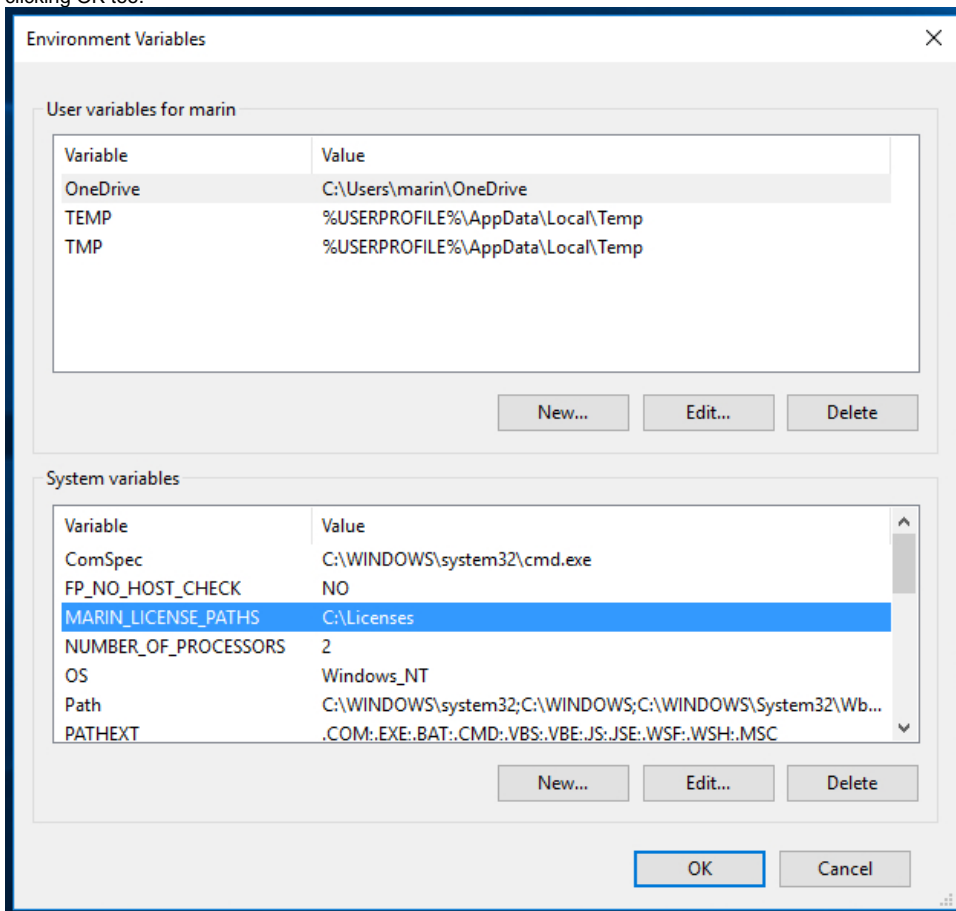 clicking OK too.
Environment Variables
User variables for marin
Variable Value
OneDrive C:\Users\marin\OneDrive
TEMP %USERPROFILE%\AppData\Local\Temp
TMP %USERPROFILE%\AppData\Local\Temp
New... Edit... Delete
System variables
Variable Value
ComSpec C:\WINDOWS\system32\cmd.exe
FP_NO_HOST_CHECK NO
MARIN_LICENSE_PATHS C:\Licenses
NUMBER_OF_PROCESSORS 2
OS Windows_NT
Path C:\WINDOWS\system32;C:\WINDOWS;C:\WINDOWS\System32\Wb...
PATHEXT .COM;.EXE;.BAT;.CMD;.VBS;.VBE;.JS;.JSE;.WSF;.WSH;.MSC
New... Edit... Delete
OK Cancel